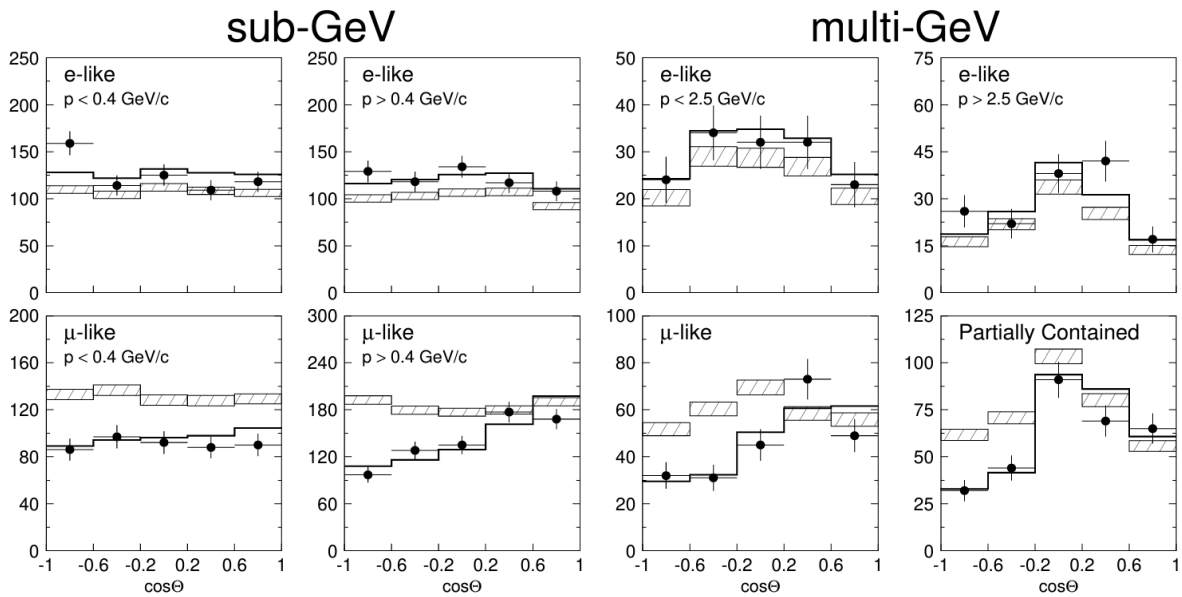 sub-GeV
multi-GeV
250
200
150
100
50
0
e-like
p < 0.4 GeV/c
250
200
150
100
50
0
e-like
p > 0.4 GeV/c
50
40
30
20
10
0
e-like
p < 2.5 GeV/c
75
60
45
30
15
0
e-like
p > 2.5 GeV/c
200
160
120
80
40
0
μ-like
p < 0.4 GeV/c
-1 -0.6 -0.2 0.2 0.6 1
cosΘ
300
240
180
120
60
0
μ-like
p > 0.4 GeV/c
-1 -0.6 -0.2 0.2 0.6 1
cosΘ
100
80
60
40
20
0
μ-like
-1 -0.6 -0.2 0.2 0.6 1
cosΘ
125
100
75
50
25
0
Partially Contained
-1 -0.6 -0.2 0.2 0.6 1
cosΘ